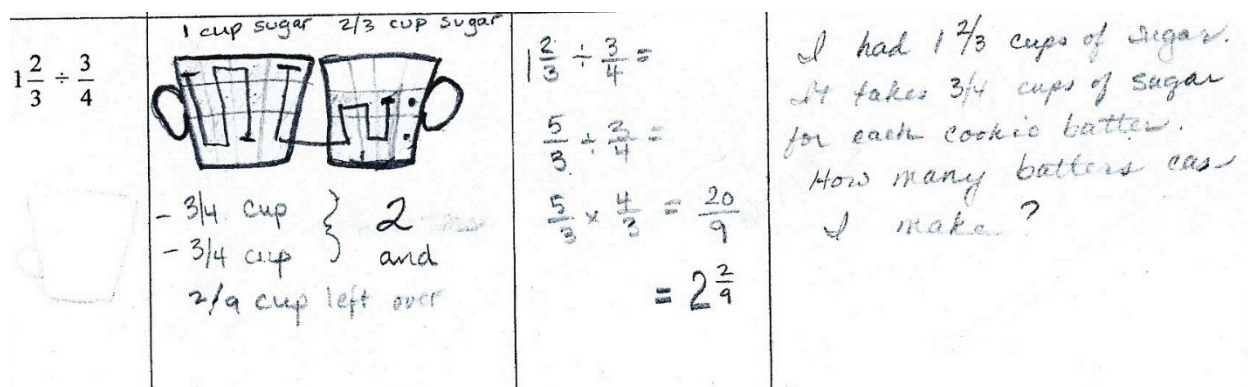 1 2/3 ÷ 3/4
1 cup sugar 2/3 cup sugar
- 3/4 cup } 2
- 3/4 cup and
2/9 cup left over
1 2/3 ÷ 3/4 =
5/3 ÷ 3/4 =
5/3 × 4/3 = 20/9
= 2 2/9
I had 1 2/3 cups of sugar.
It takes 3/4 cups of sugar
for each cookie batter.
How many batters can
I make?